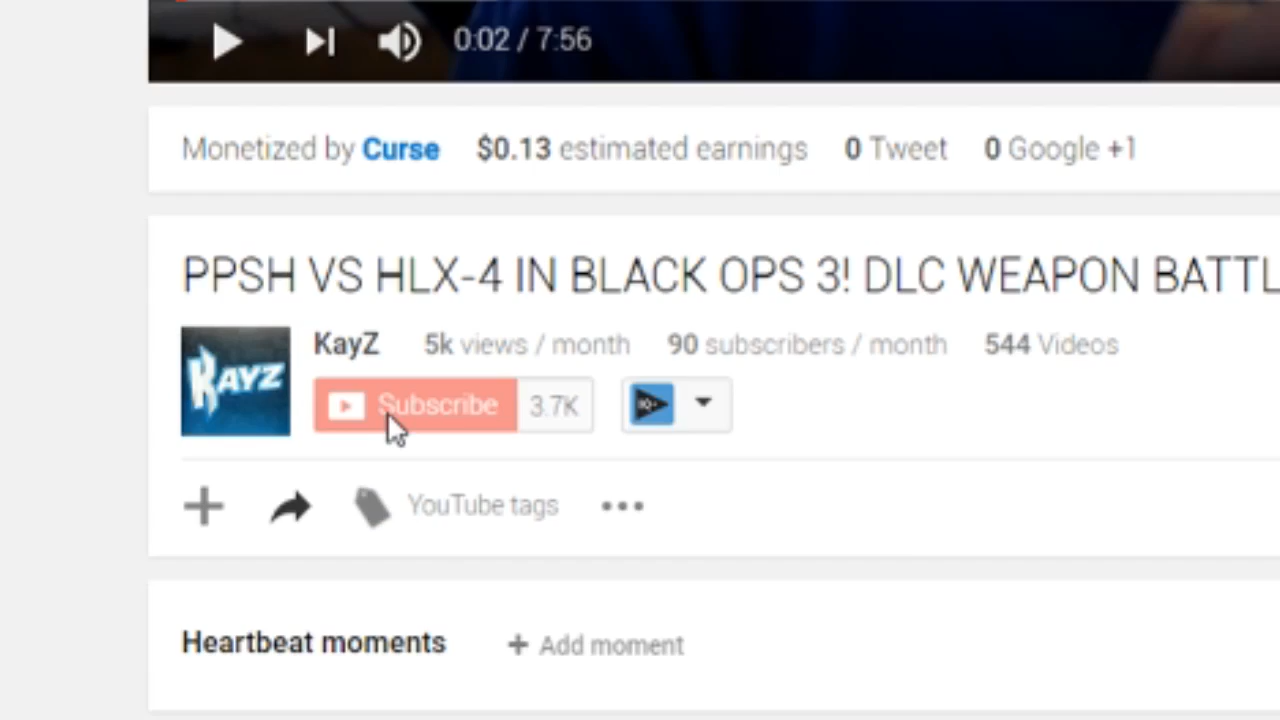 0:02 / 7:56
Monetized by Curse $0.13 estimated earnings 0 Tweet 0 Google +1
PPSH VS HLX-4 IN BLACK OPS 3! DLC WEAPON BATTL
KAYZ
KayZ 5k views / month 90 subscribers / month 544 Videos
Subscribe 3.7K
YouTube tags
Heartbeat moments + Add moment